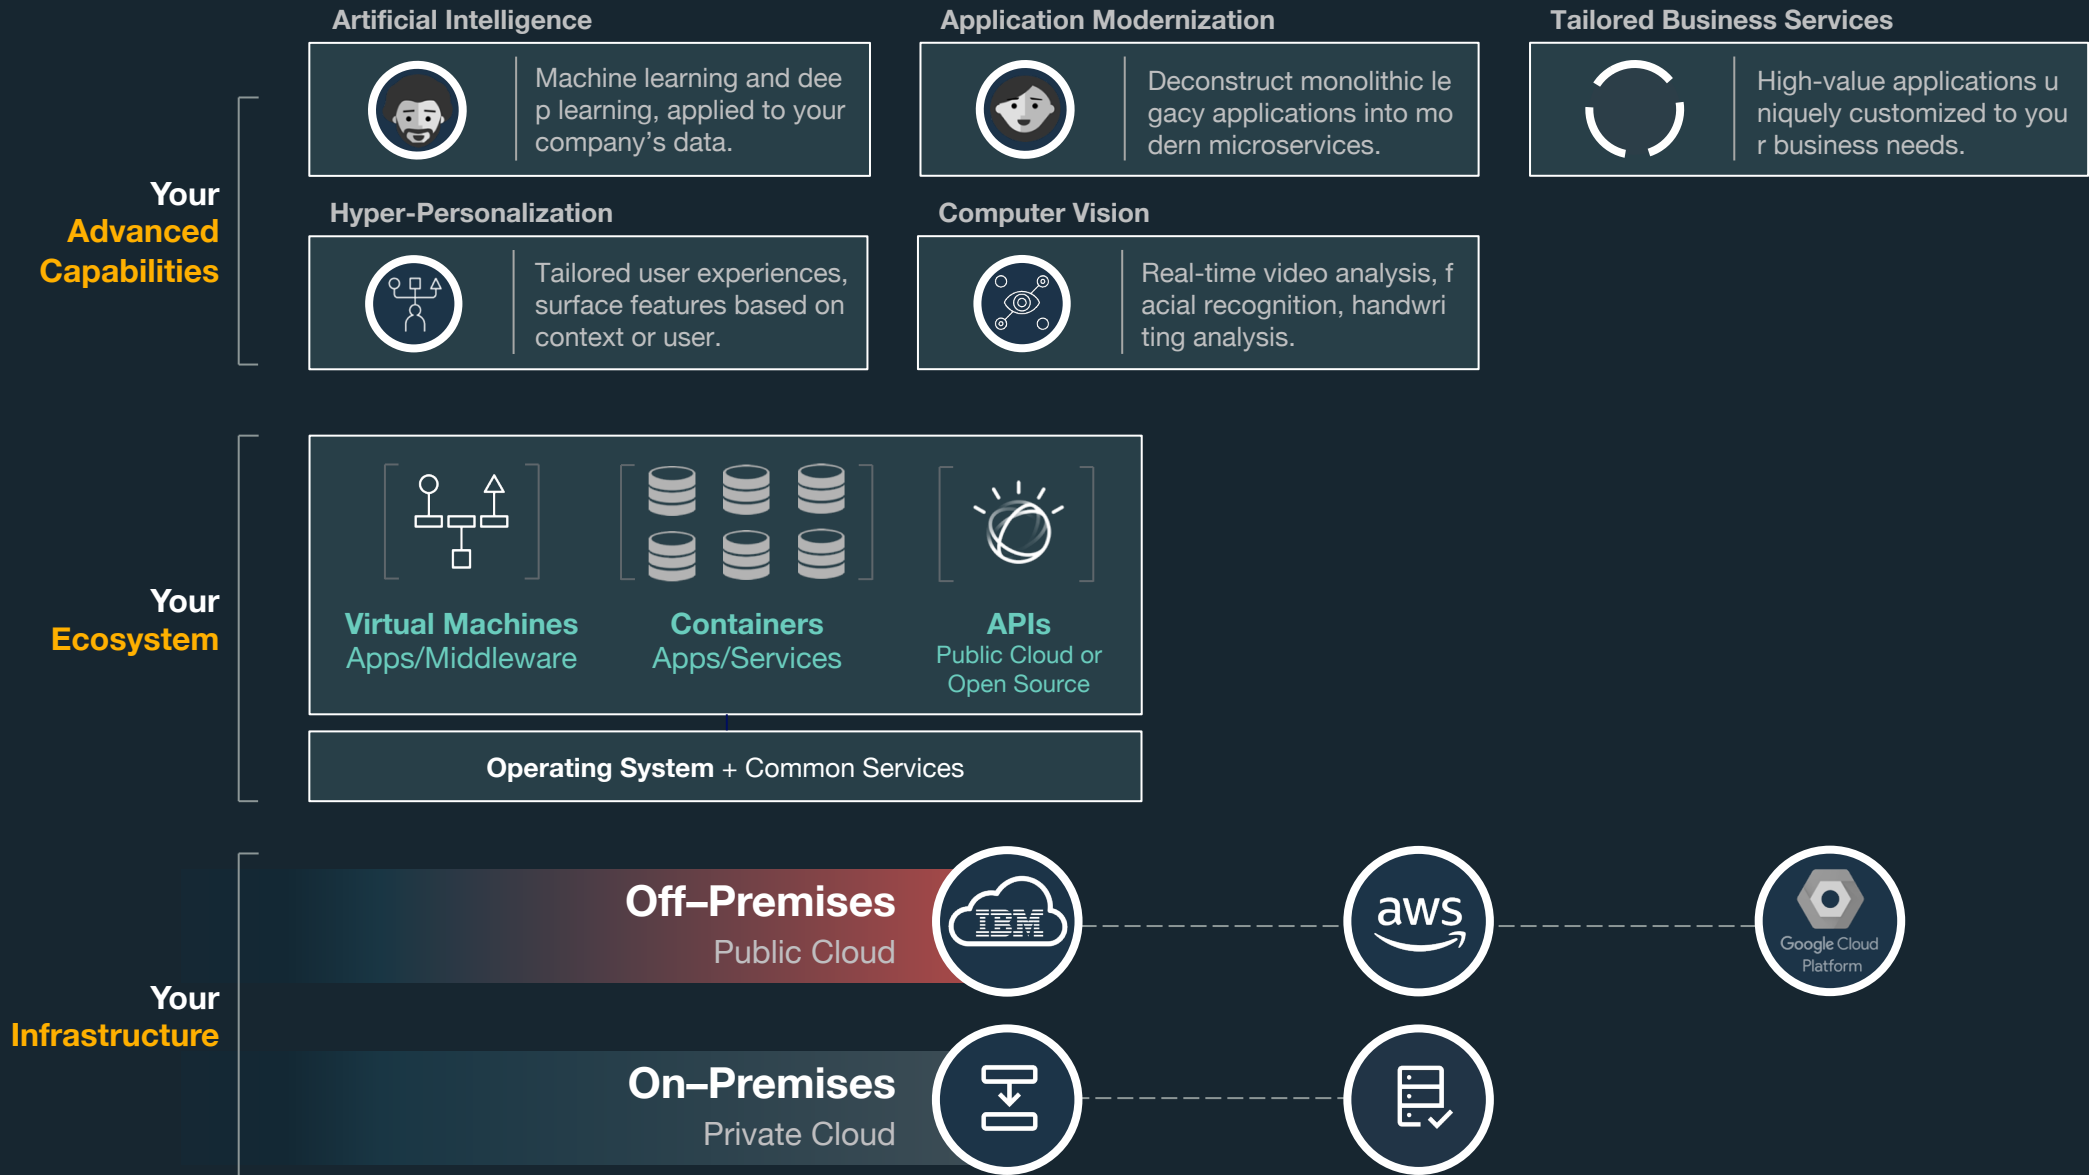 Artificial Intelligence
Machine learning and dee
p learning, applied to your
company’s data.
Application Modernization
Deconstruct monolithic le
gacy applications into mo
dern microservices.
Tailored Business Services
High-value applications u
niquely customized to you
r business needs.
Your
Advanced
Capabilities
Hyper-Personalization
Tailored user experiences,
surface features based on
context or user.
Computer Vision
Real-time video analysis, f
acial recognition, handwri
ting analysis.
Your
Ecosystem
Virtual Machines
Apps/Middleware
Containers
Apps/Services
APIs
Public Cloud or
Open Source
Operating System + Common Services
Your
Infrastructure
Off–Premises
Public Cloud
IBM
aws
Google Cloud
Platform
On–Premises
Private Cloud